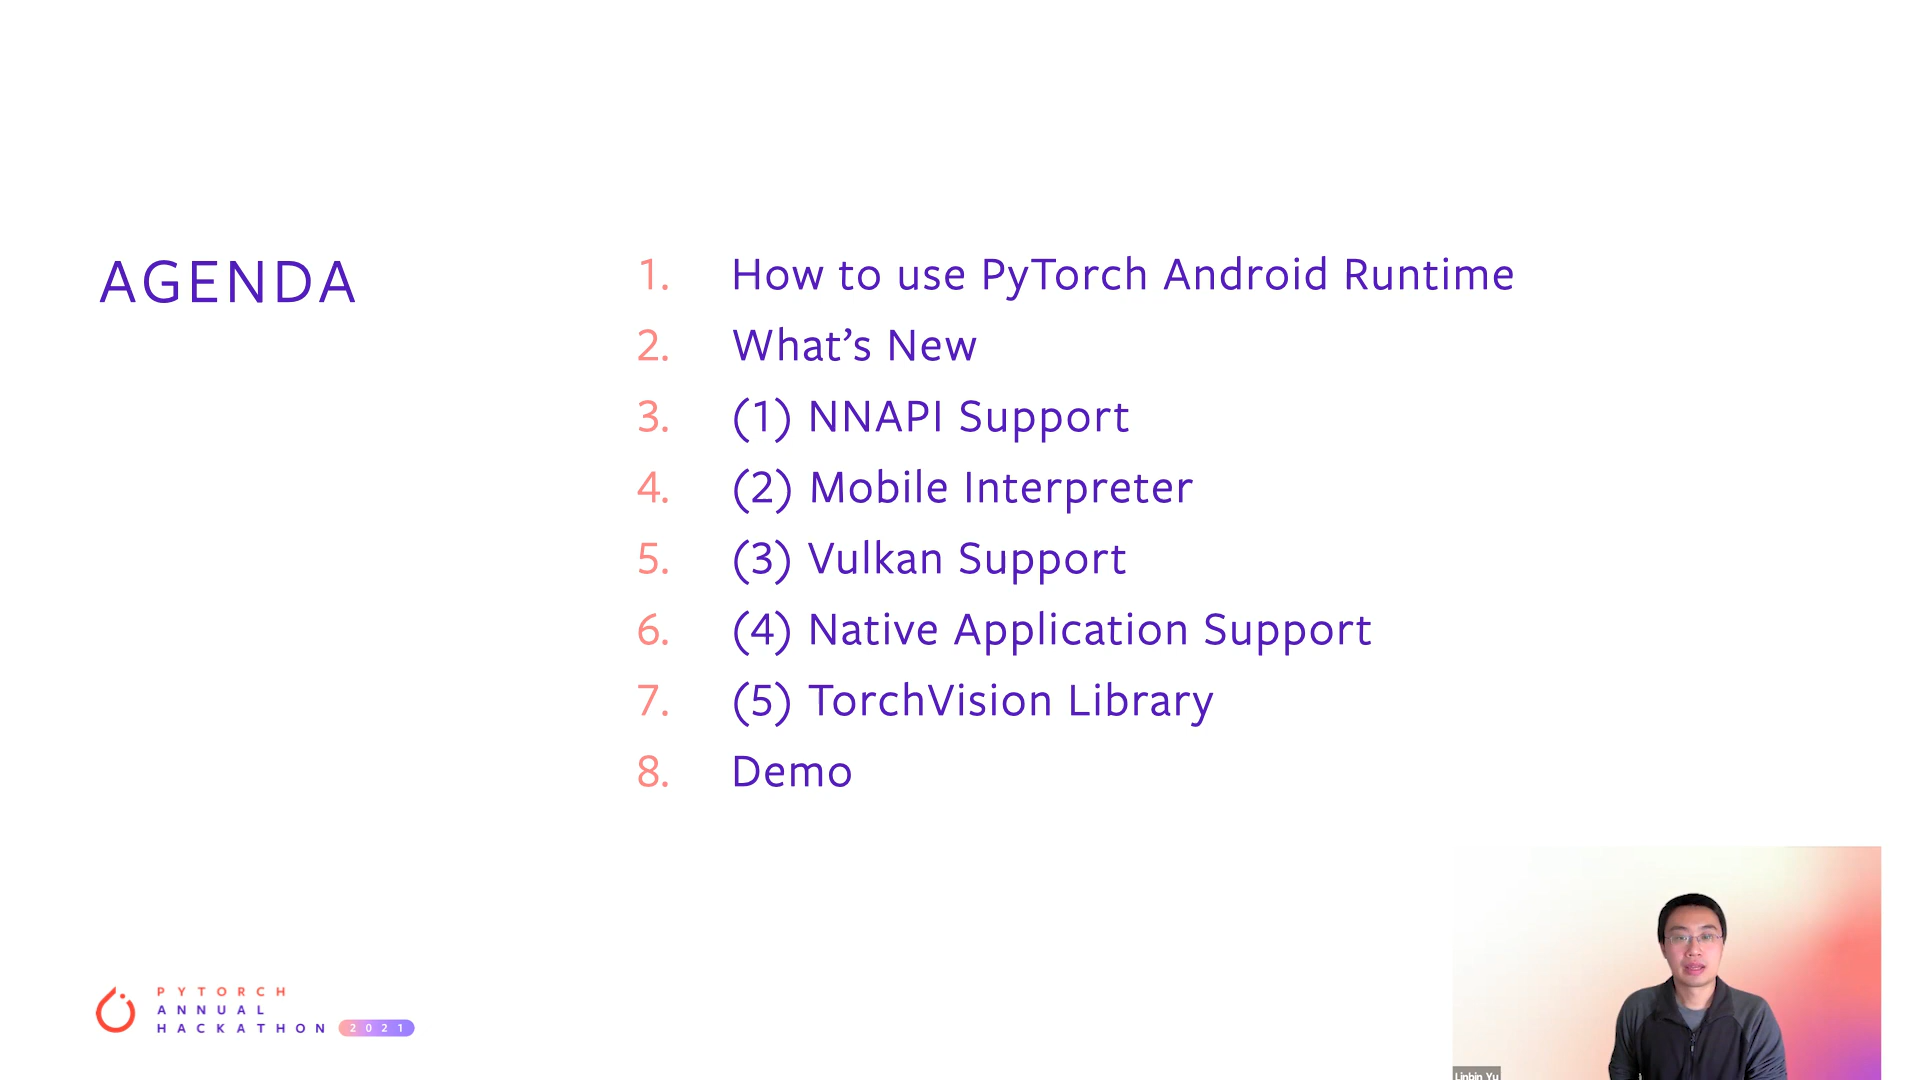 AGENDA
1. How to use PyTorch Android Runtime
2. What’s New
3. (1) NNAPI Support
4. (2) Mobile Interpreter
5. (3) Vulkan Support
6. (4) Native Application Support
7. (5) TorchVision Library
8. Demo
PYTORCH
ANNUAL
HACKATHON 2021
Linbin Yu